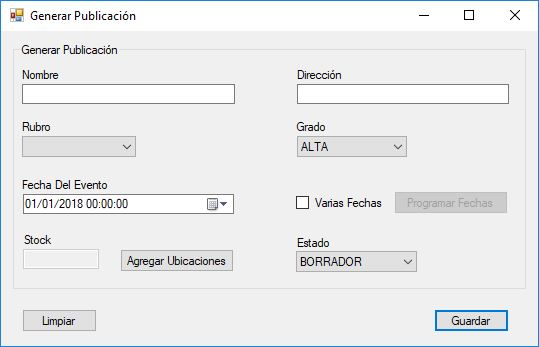 Generar Publicación
Generar Publicación
Nombre
Dirección
Rubro
Grado
ALTA
Fecha Del Evento
01/01/2018 00:00:00
Varias Fechas
Programar Fechas
Stock
Agregar Ubicaciones
Estado
BORRADOR
Limpiar
Guardar